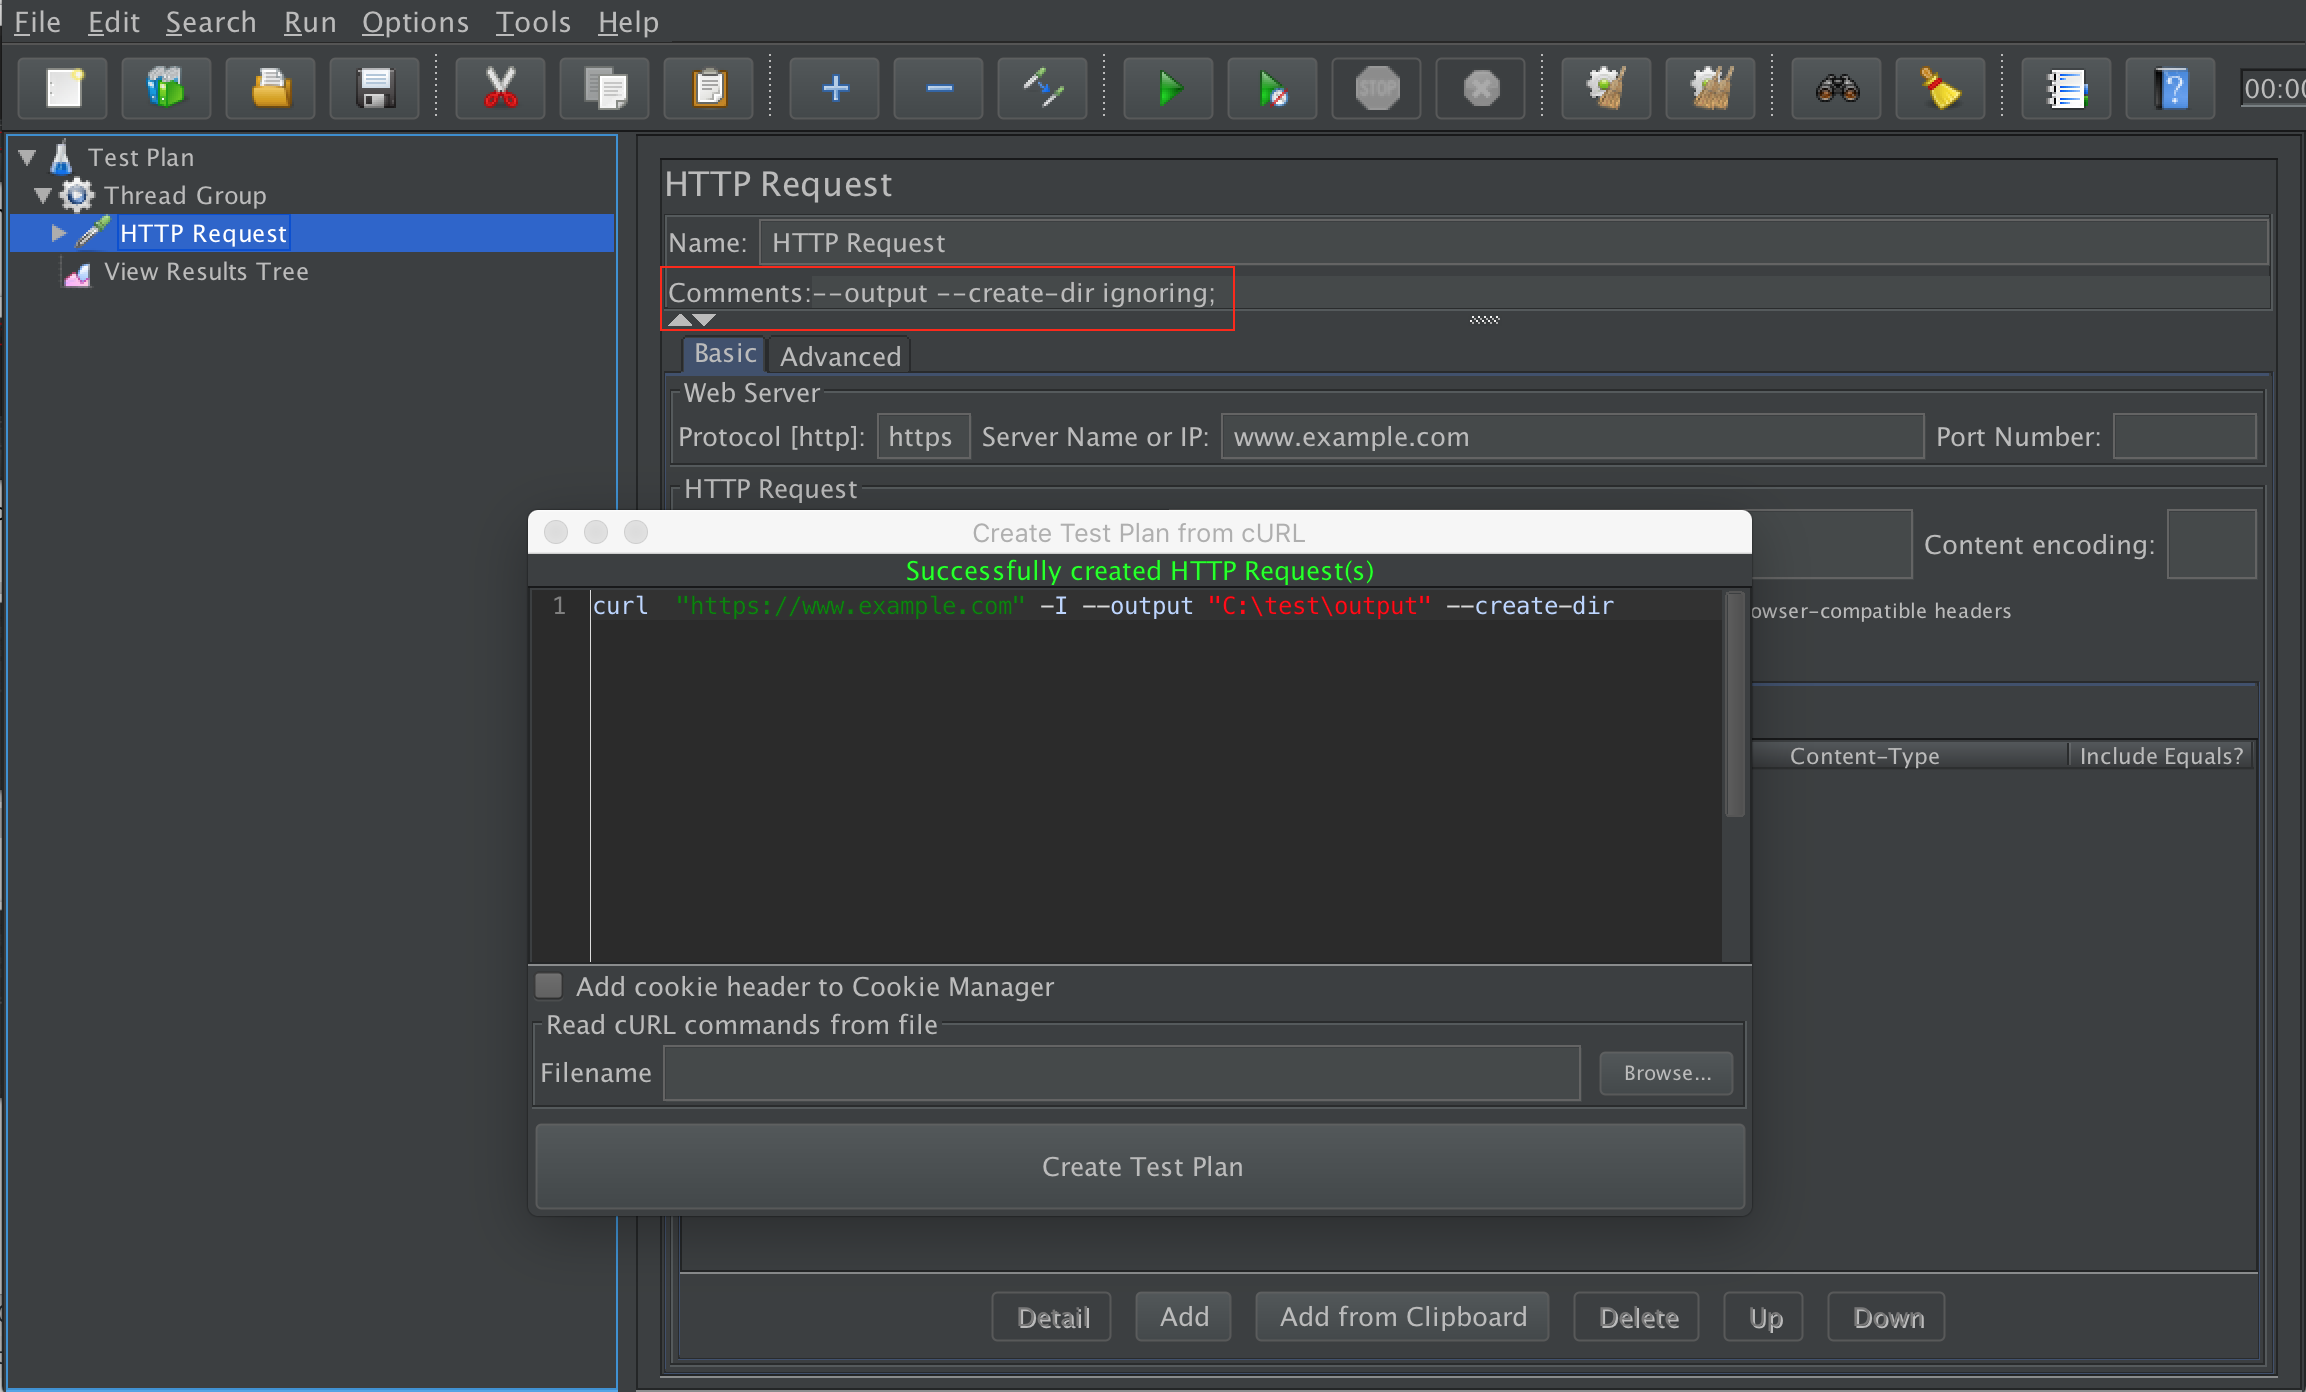 File Edit Search Run Options Tools Help
STOP
00:00
Test Plan
Thread Group
HTTP Request
View Results Tree
HTTP Request
Name: HTTP Request
Comments:--output --create-dir ignoring;
Basic Advanced
Web Server
Protocol [http]: https Server Name or IP: www.example.com Port Number:
HTTP Request
Content encoding:
owser-compatible headers
Content-Type Include Equals?
Create Test Plan from cURL
Successfully created HTTP Request(s)
1 curl "https://www.example.com" -I --output "C:\test\output" --create-dir
Add cookie header to Cookie Manager
Read cURL commands from file
Filename Browse...
Create Test Plan
Detail Add Add from Clipboard Delete Up Down